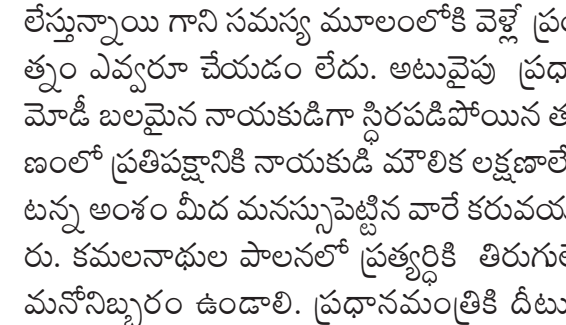 లేస్తున్నాయి గాని సమస్య మూలంలోకి వెళ్లే
త్నం ఎవ్వరూ చేయడం లేదు. అటువైపు ప్రధా
మోడీ బలమైన నాయకుడిగా స్థిరపడిపోయిన త
ణంలో ప్రతిపక్షానికి నాయకుడి మౌలిక లక్షణాలే
టన్న అంశం మీద మనస్సుపెట్టిన వారే కరువయ
రు. కమలనాథుల పాలనలో ప్రత్యర్థికి తిరుగులే
మనోనిబ్బరం ఉండాలి. ప్రధానమంత్రికి దీటు